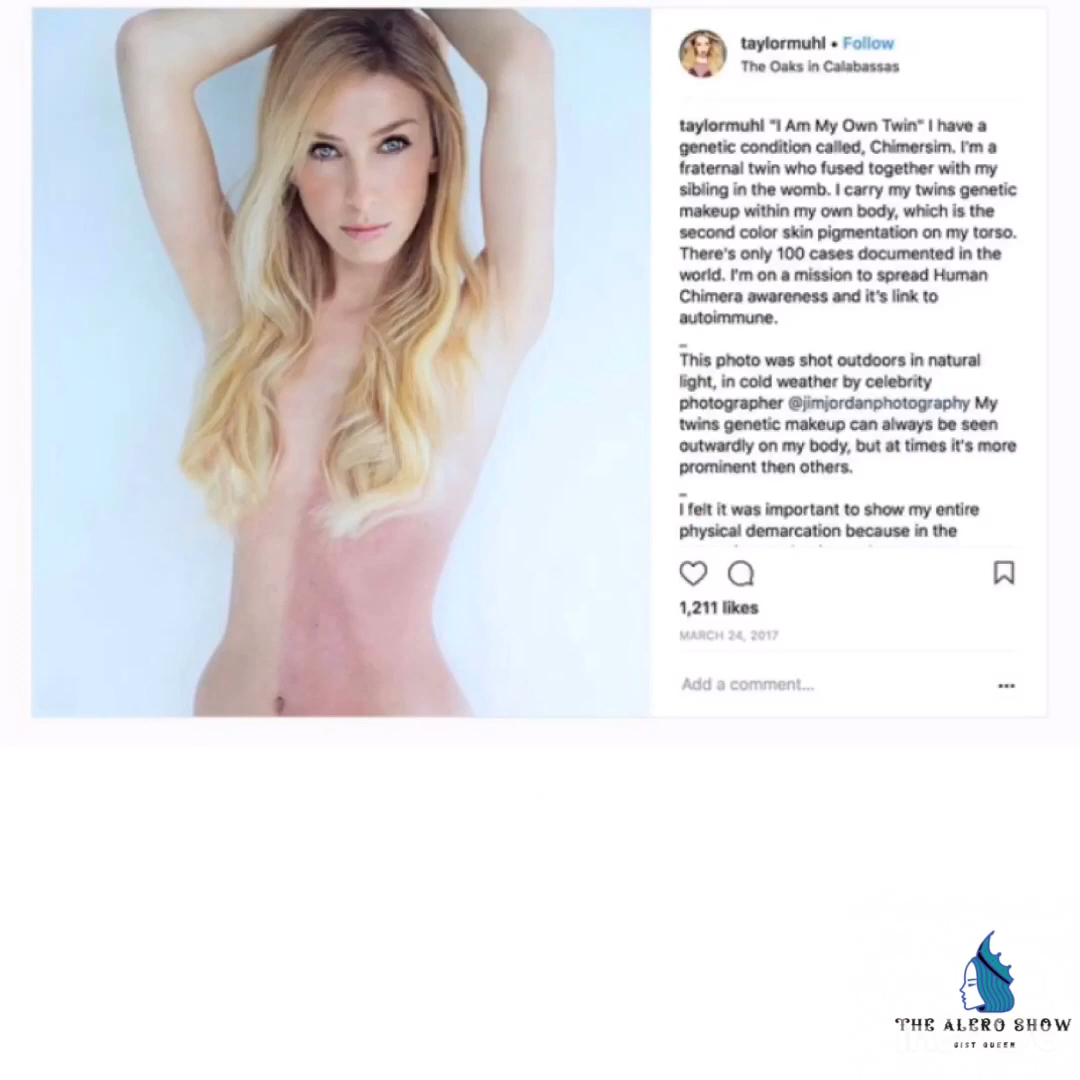 taylormuhl • Follow
The Oaks in Calabassas
taylormuhl "I Am My Own Twin" I have a
genetic condition called, Chimersim. I'm a
fraternal twin who fused together with my
sibling in the womb. I carry my twins genetic
makeup within my own body, which is the
second color skin pigmentation on my torso.
There's only 100 cases documented in the
world. I'm on a mission to spread Human
Chimera awareness and it's link to
autoimmune.
_
This photo was shot outdoors in natural
light, in cold weather by celebrity
photographer @jimjordanphotography My
twins genetic makeup can always be seen
outwardly on my body, but at times it's more
prominent then others.
_
I felt it was important to show my entire
physical demarcation because in the
1,211 likes
MARCH 24, 2017
Add a comment...
THE ALERO SHOW
GIST QUEEN